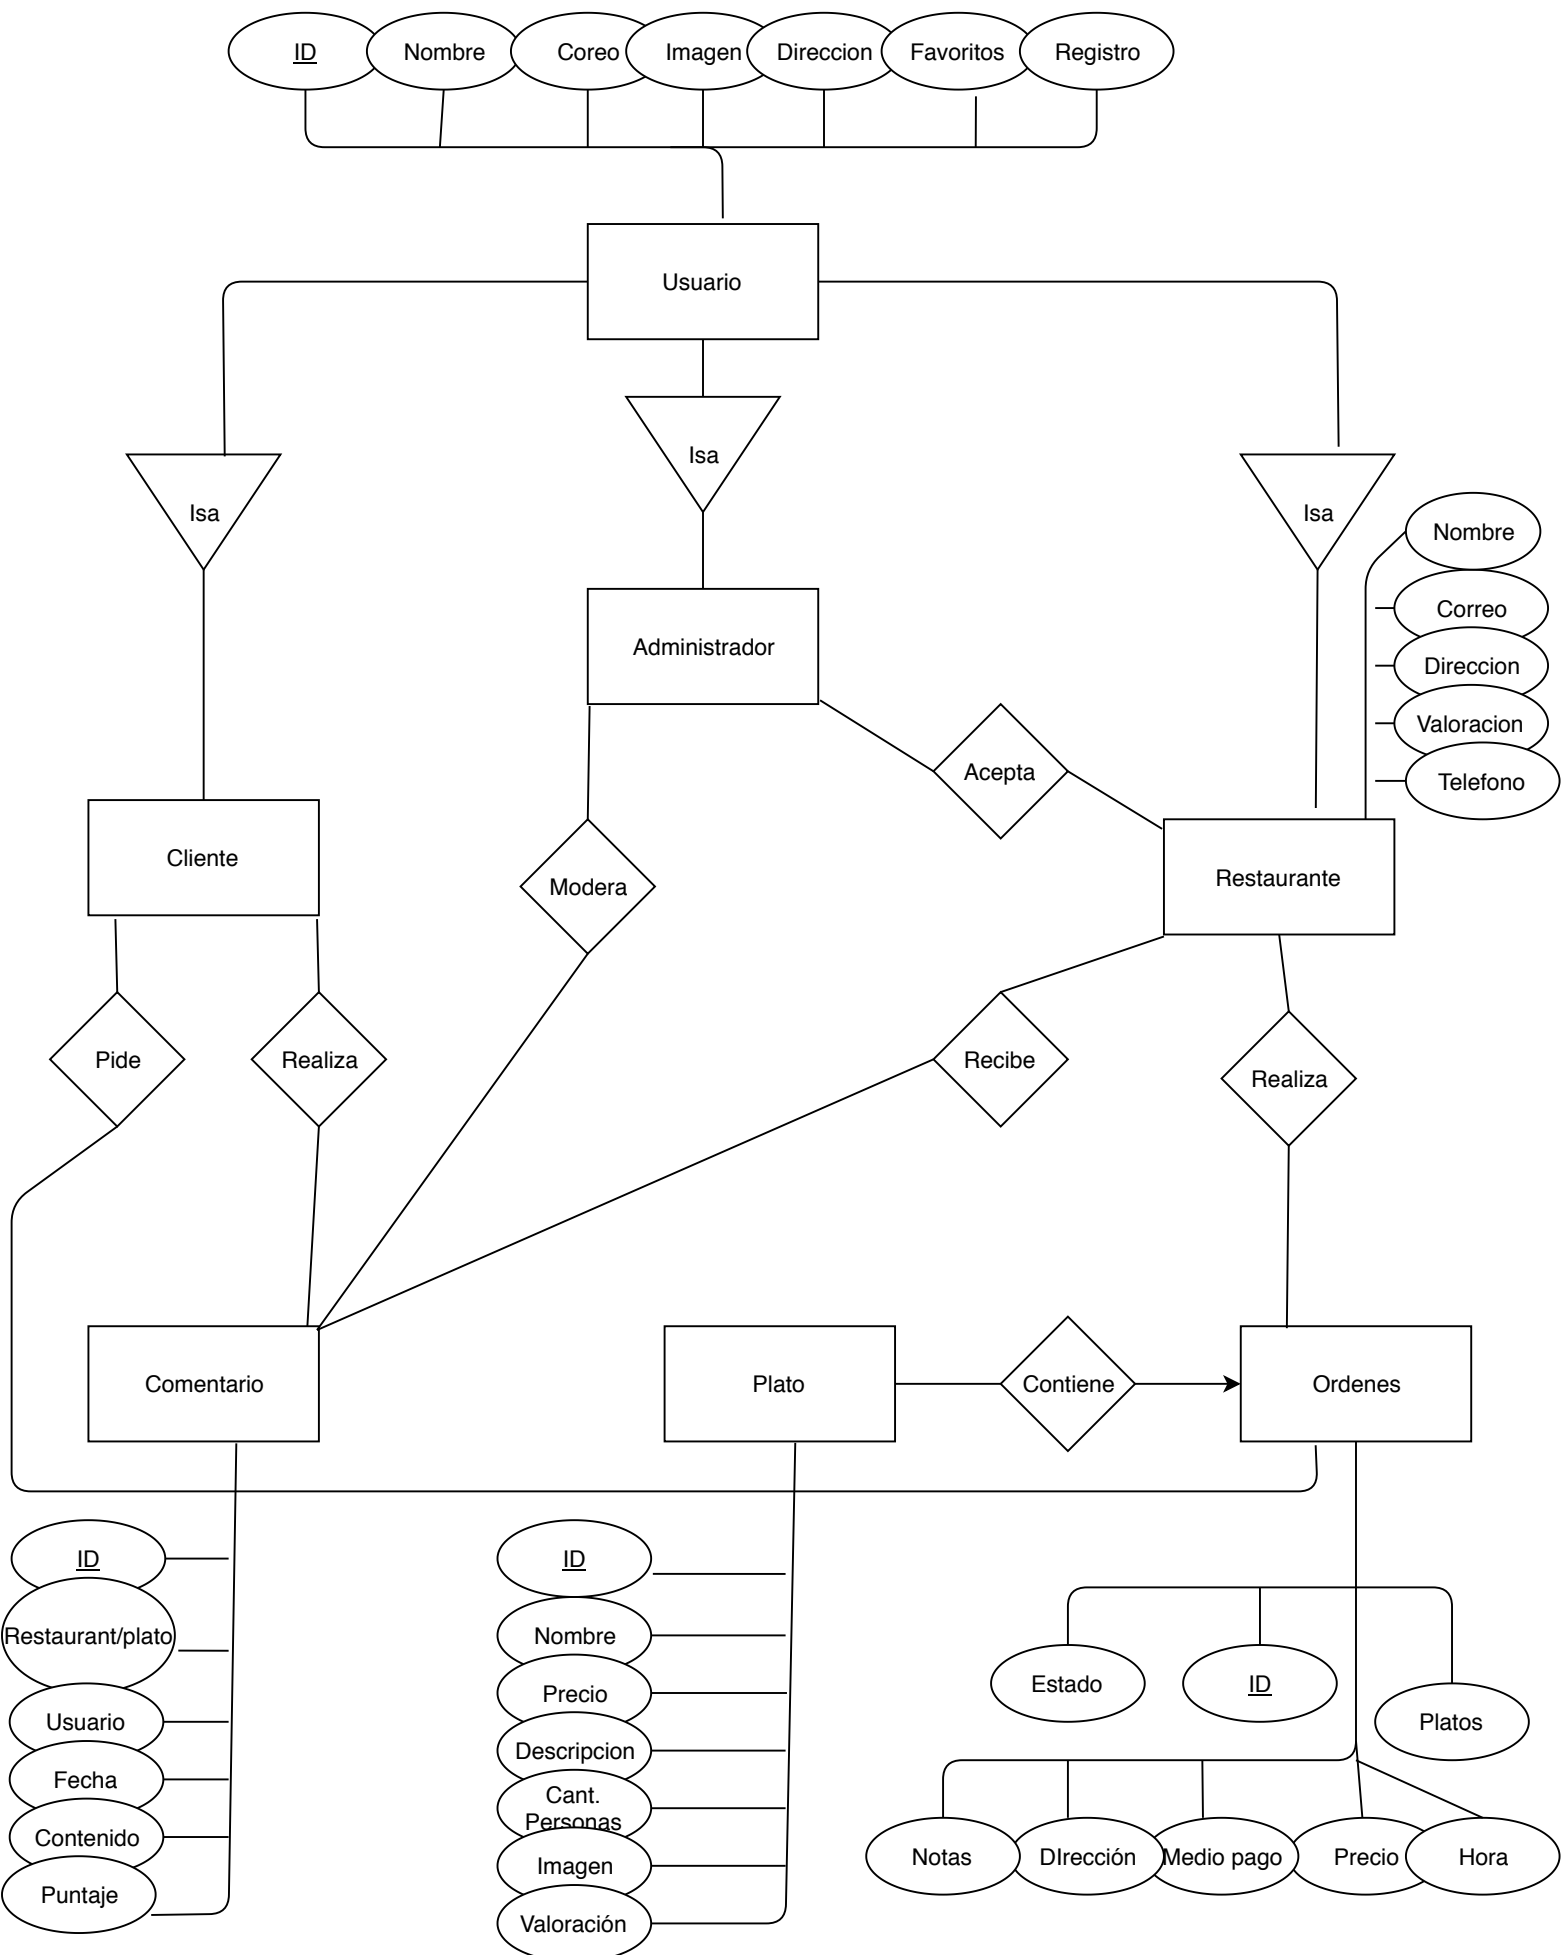 ID
Nombre
Coreo
Imagen
Direccion
Favoritos
Registro
Usuario
Isa
Isa
Isa
Nombre
Correo
Direccion
Valoracion
Telefono
Administrador
Acepta
Cliente
Modera
Restaurante
Pide
Realiza
Recibe
Realiza
Comentario
Plato
Contiene
Ordenes
ID
Restaurant/plato
Usuario
Fecha
Contenido
Puntaje
ID
Nombre
Precio
Descripcion
Cant.
Personas
Imagen
Valoración
Estado
ID
Platos
Notas
DIrección
Medio pago
Precio
Hora